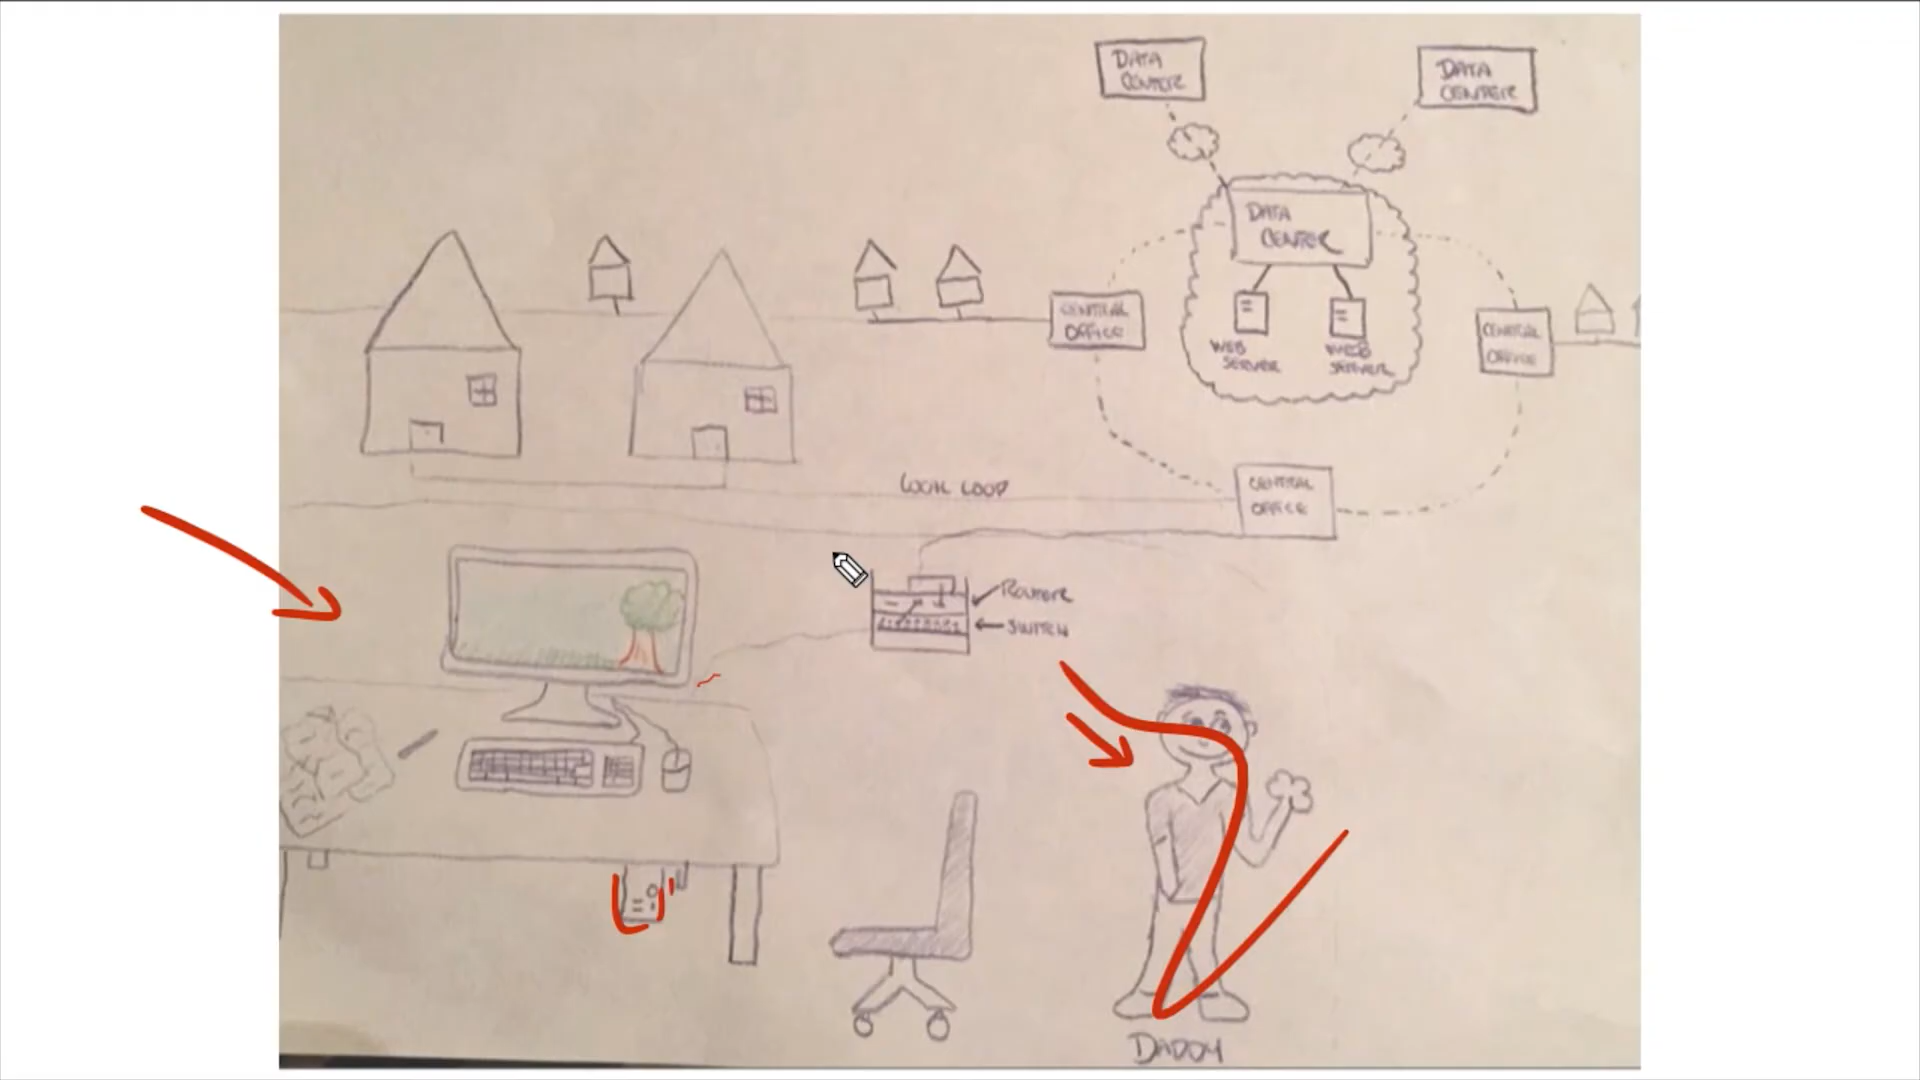 DATA
CENTER
DATA
CENTER
DATA
CENTER
CENTRAL
OFFICE
WEB
SERVER
WEB
SERVER
CENTRAL
OFFICE
LOCAL LOOP
CENTRAL
OFFICE
ROUTER
SWITCH
DADDY